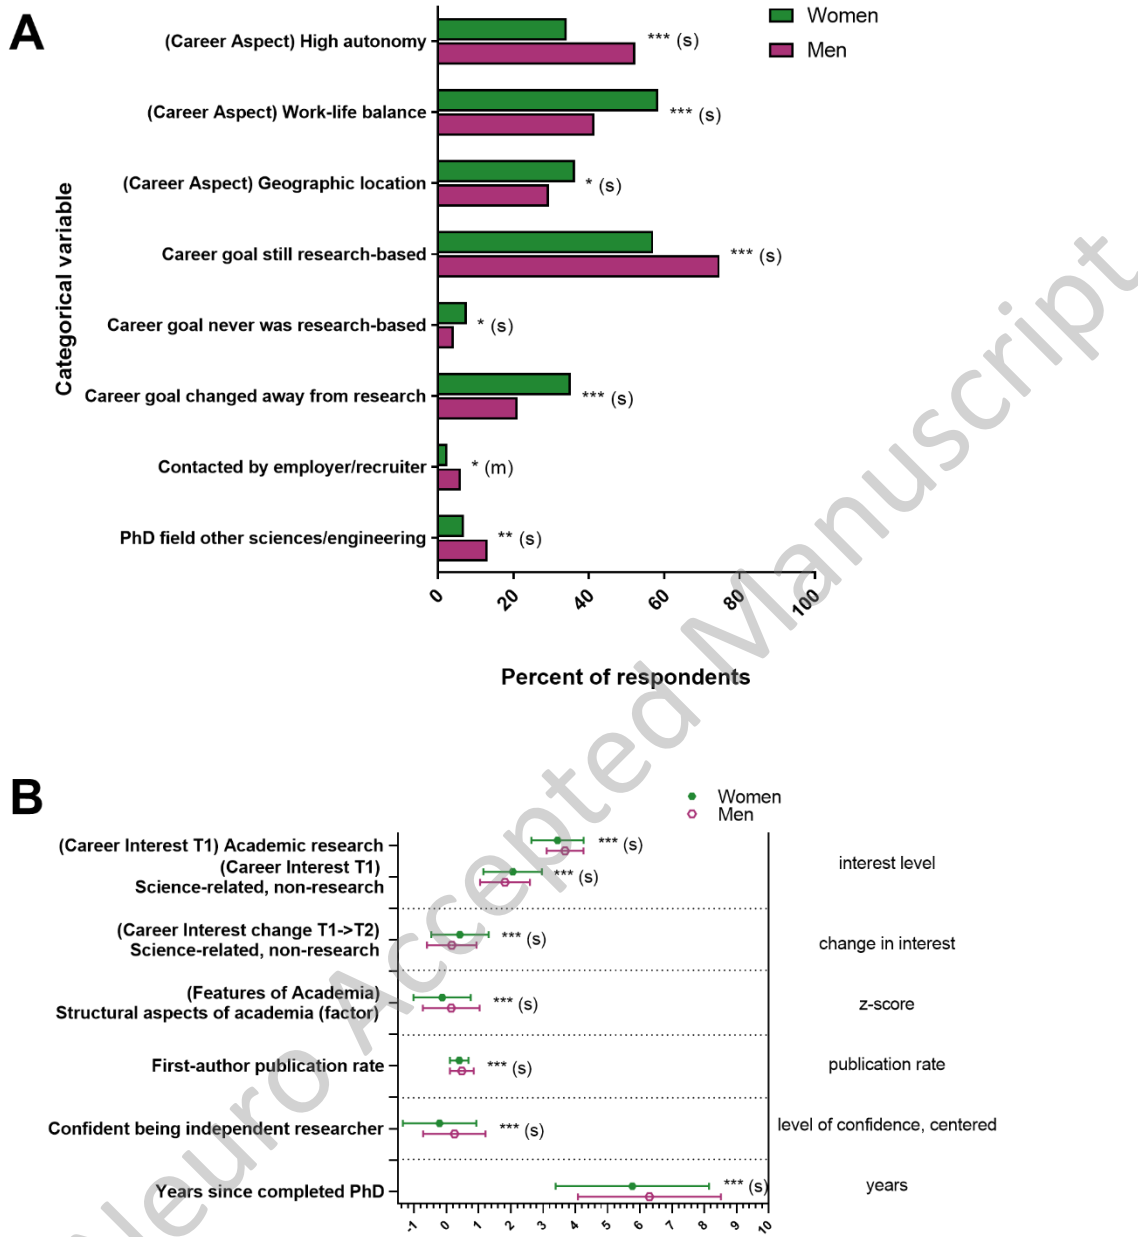 A
Women
Men
(Career Aspect) High autonomy
*** (s)
(Career Aspect) Work-life balance
*** (s)
(Career Aspect) Geographic location
* (s)
Career goal still research-based
*** (s)
Career goal never was research-based
* (s)
Career goal changed away from research
*** (s)
Contacted by employer/recruiter
* (m)
PhD field other sciences/engineering
** (s)
Categorical variable
0 20 40 60 80 100
Percent of respondents
B
Women
Men
(Career Interest T1) Academic research
*** (s)
(Career Interest T1)
Science-related, non-research
*** (s)
interest level
(Career Interest change T1->T2)
Science-related, non-research
*** (s)
change in interest
(Features of Academia)
Structural aspects of academia (factor)
*** (s)
z-score
First-author publication rate
*** (s)
publication rate
Confident being independent researcher
*** (s)
level of confidence, centered
Years since completed PhD
*** (s)
years
-1 0 1 2 3 4 5 6 7 8 9 10
Neuro Accepted Manuscript